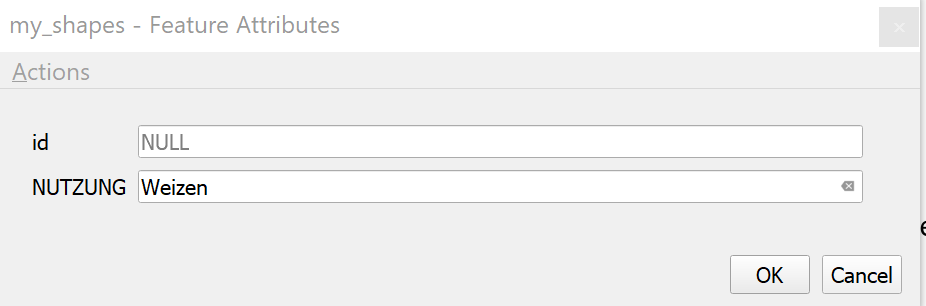 my_shapes - Feature Attributes
Actions
id NULL
NUTZUNG Weizen
OK Cancel